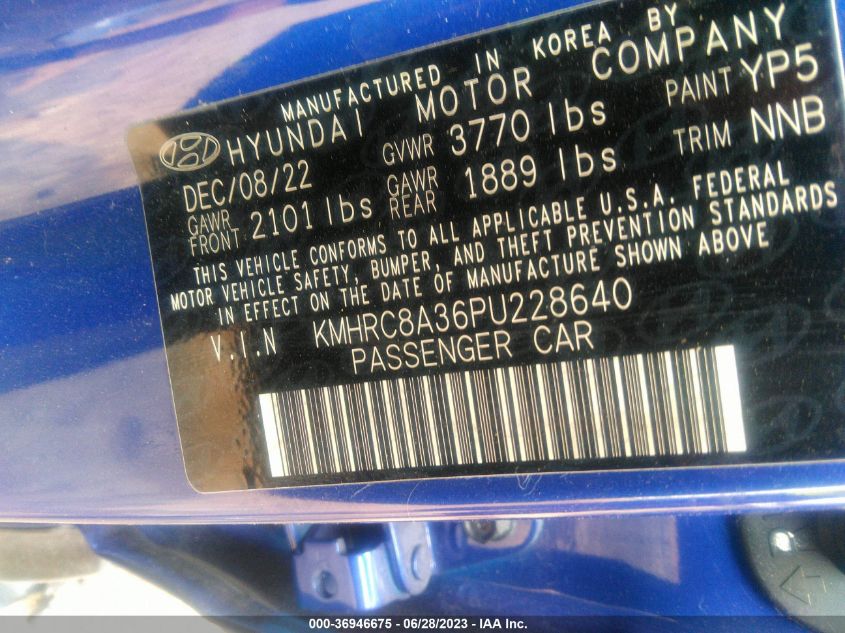 MANUFACTURED IN KOREA BY
HYUNDAI MOTOR COMPANY
DEC/08/22 GVWR 3770 lbs PAINT YP5
GAWR FRONT 2101 lbs GAWR REAR 1889 lbs TRIM NNB
THIS VEHICLE CONFORMS TO ALL APPLICABLE U.S.A. FEDERAL
MOTOR VEHICLE SAFETY, BUMPER, AND THEFT PREVENTION STANDARDS
IN EFFECT ON THE DATE OF MANUFACTURE SHOWN ABOVE
V.I.N KMHRC8A36PU228640
PASSENGER CAR
000-36946675 / 06/28/2023 - IAA Inc.